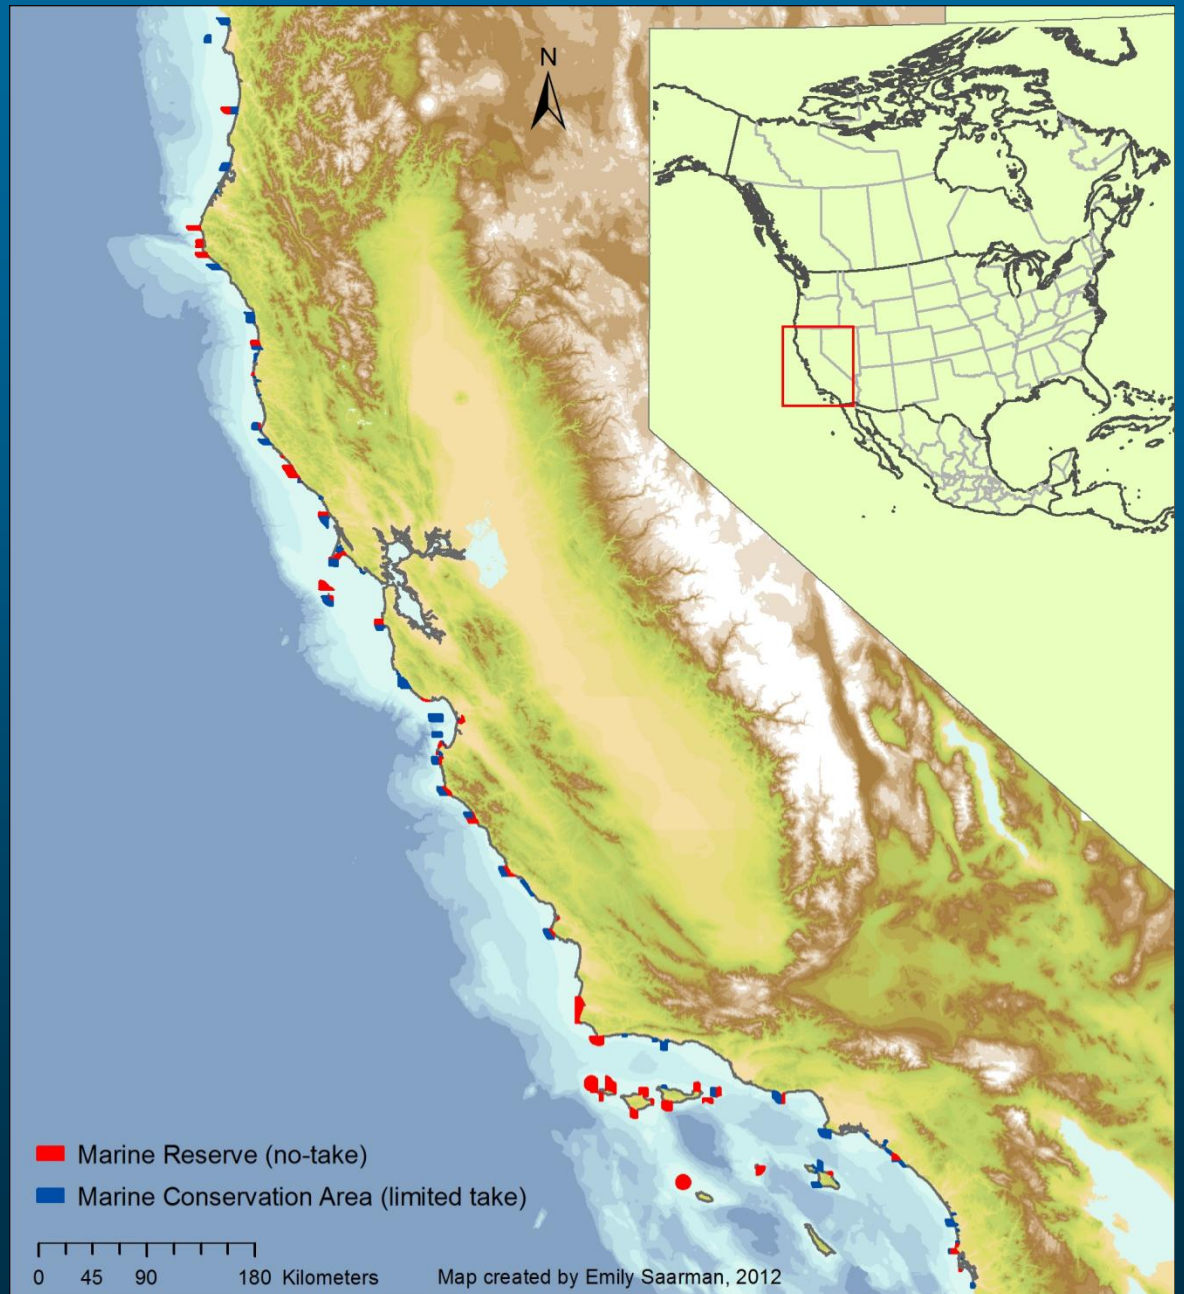 N
Marine Reserve (no-take)
Marine Conservation Area (limited take)
0 45 90 180 Kilometers
Map created by Emily Saarman, 2012